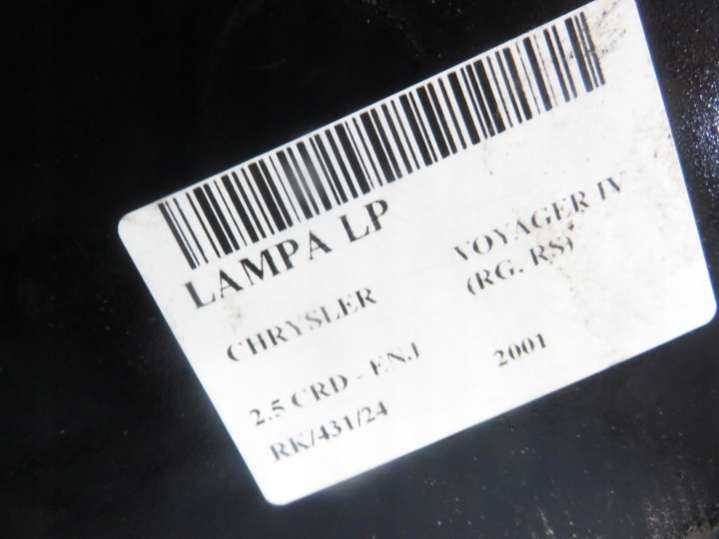 LAMPA LP
CHRYSLER VOYAGER IV
(RG, RS)
2.5 CRD - ENJ 2001
RK/431/24